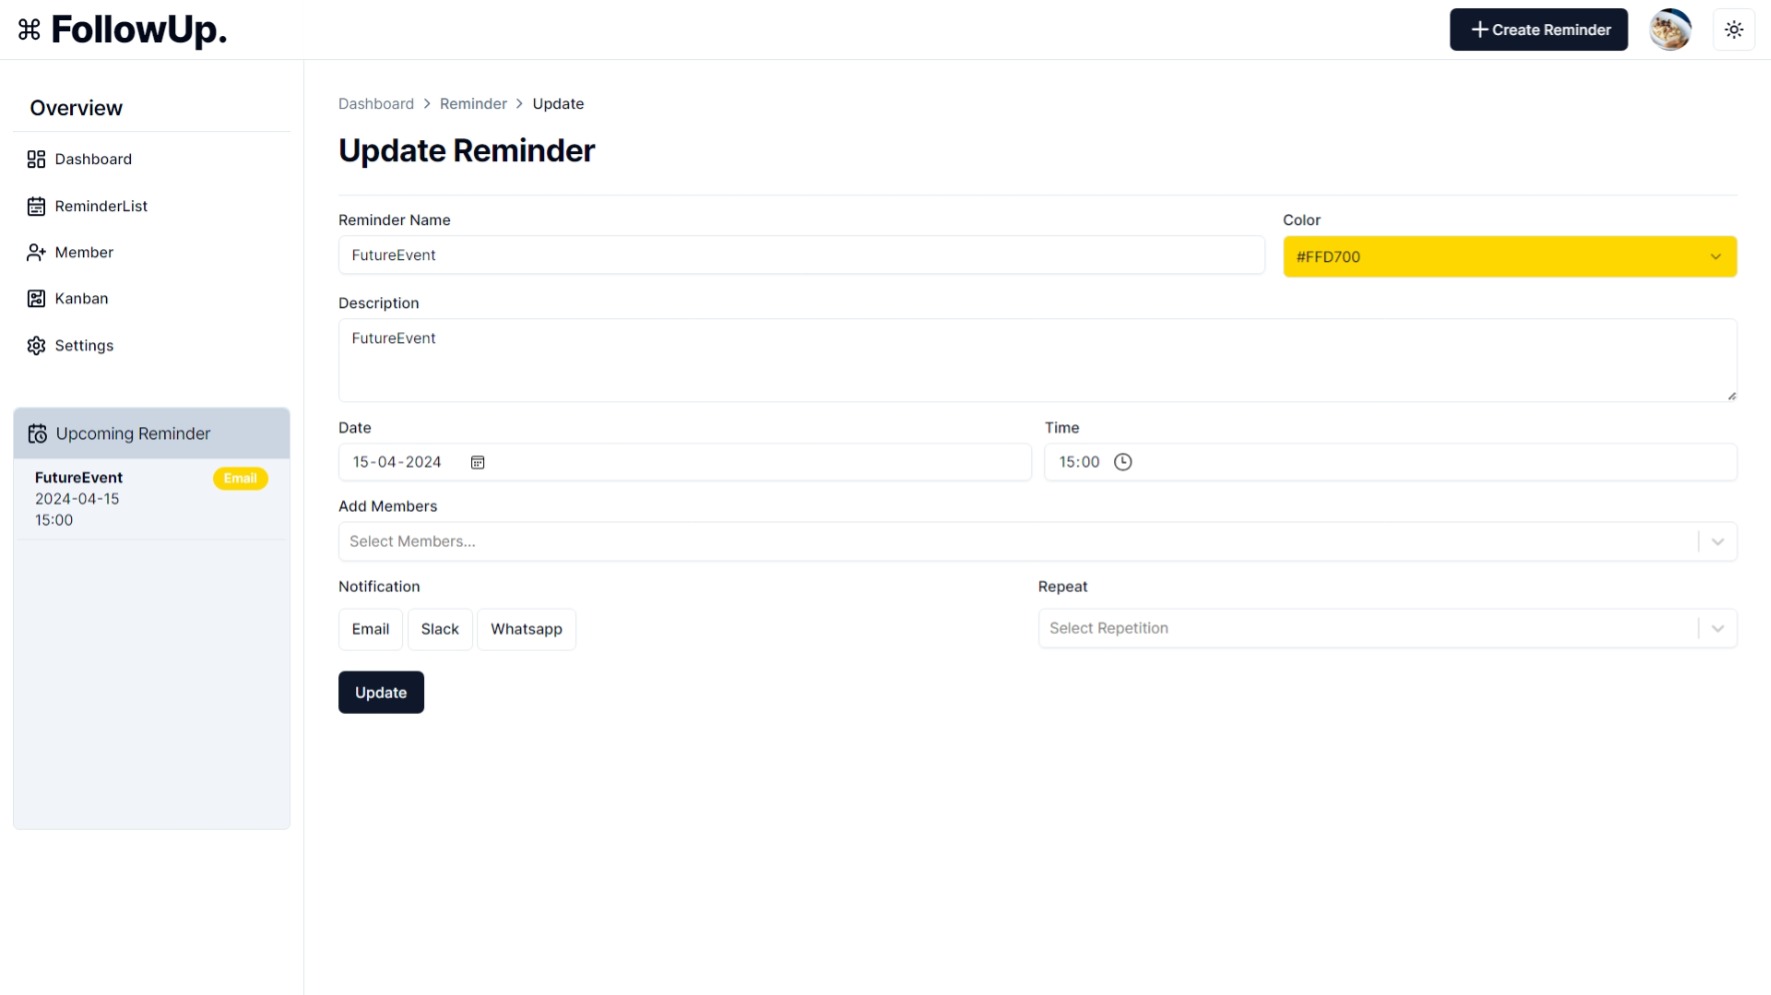 ⌘ FollowUp.
+ Create Reminder
Overview
Dashboard
ReminderList
Member
Kanban
Settings
Upcoming Reminder
FutureEvent
Email
2024-04-15
15:00
Dashboard > Reminder > Update
Update Reminder
Reminder Name
FutureEvent
Color
#FFD700
Description
FutureEvent
Date
15-04-2024
Time
15:00
Add Members
Select Members...
Notification
Email Slack Whatsapp
Repeat
Select Repetition
Update